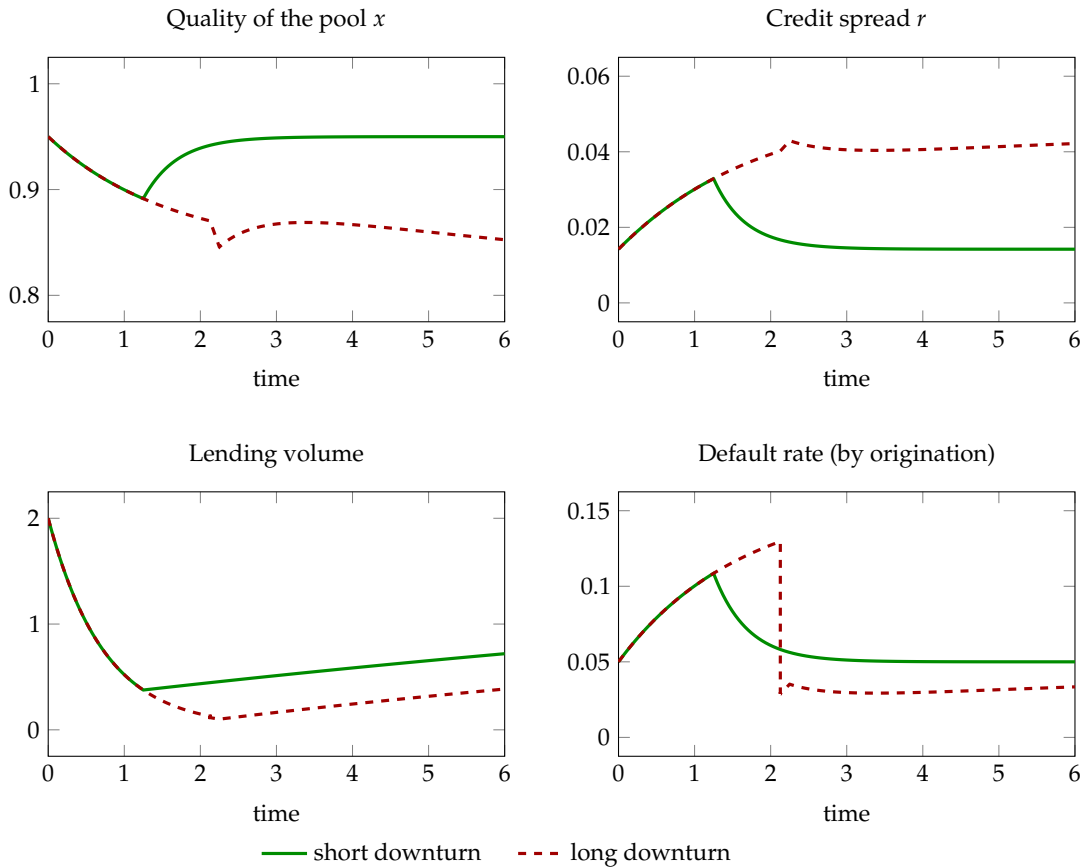 Quality of the pool x
Credit spread r
1
0.9
0.8
0 1 2 3 4 5 6
time
0.06
0.04
0.02
0
0 1 2 3 4 5 6
time
Lending volume
Default rate (by origination)
2
1
0
0 1 2 3 4 5 6
time
0.15
0.1
0.05
0
0 1 2 3 4 5 6
time
short downturn
long downturn